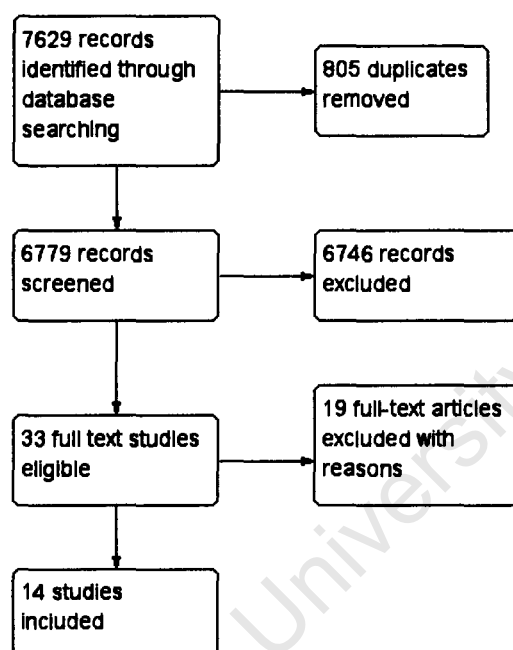 7629 records
identified through
database
searching
805 duplicates
removed
6779 records
screened
6746 records
excluded
33 full text studies
eligible
19 full-text articles
excluded with
reasons
14 studies
included
University